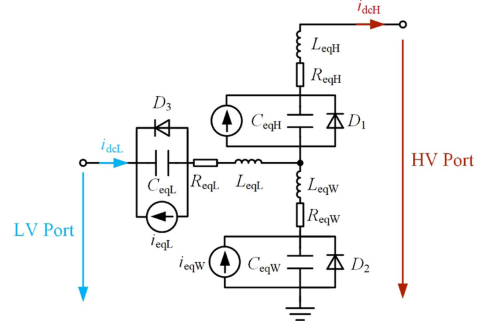 i_dcH
L_eqH
R_eqH
D_3
C_eqH
D_1
i_dcL
HV Port
C_eqL
R_eqL
L_eqL
L_eqW
LV Port
R_eqW
i_eqL
i_eqW
C_eqW
D_2